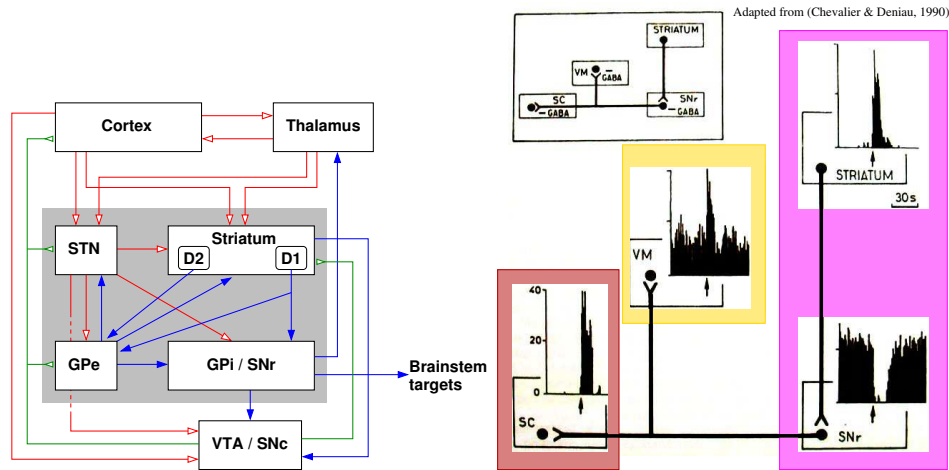 Cortex
Thalamus
STN
Striatum
D2
D1
GPe
GPi / SNr
Brainstem
targets
VTA / SNc
Adapted from (Chevalier & Deniau, 1990)
STRIATUM
VM
GABA
SC
GABA
SNr
GABA
STRIATUM
30s
VM
40
20
0
SC
SNr